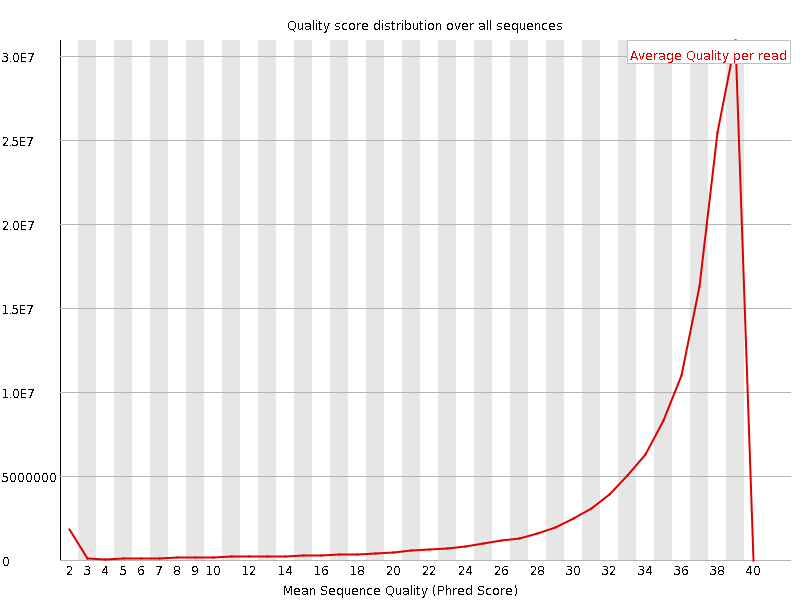 Quality score distribution over all sequences
3.0E7
Average Quality per read
2.5E7
2.0E7
1.5E7
1.0E7
5000000
0
2 3 4 5 6 7 8 9 10 12 14 16 18 20 22 24 26 28 30 32 34 36 38 40
Mean Sequence Quality (Phred Score)